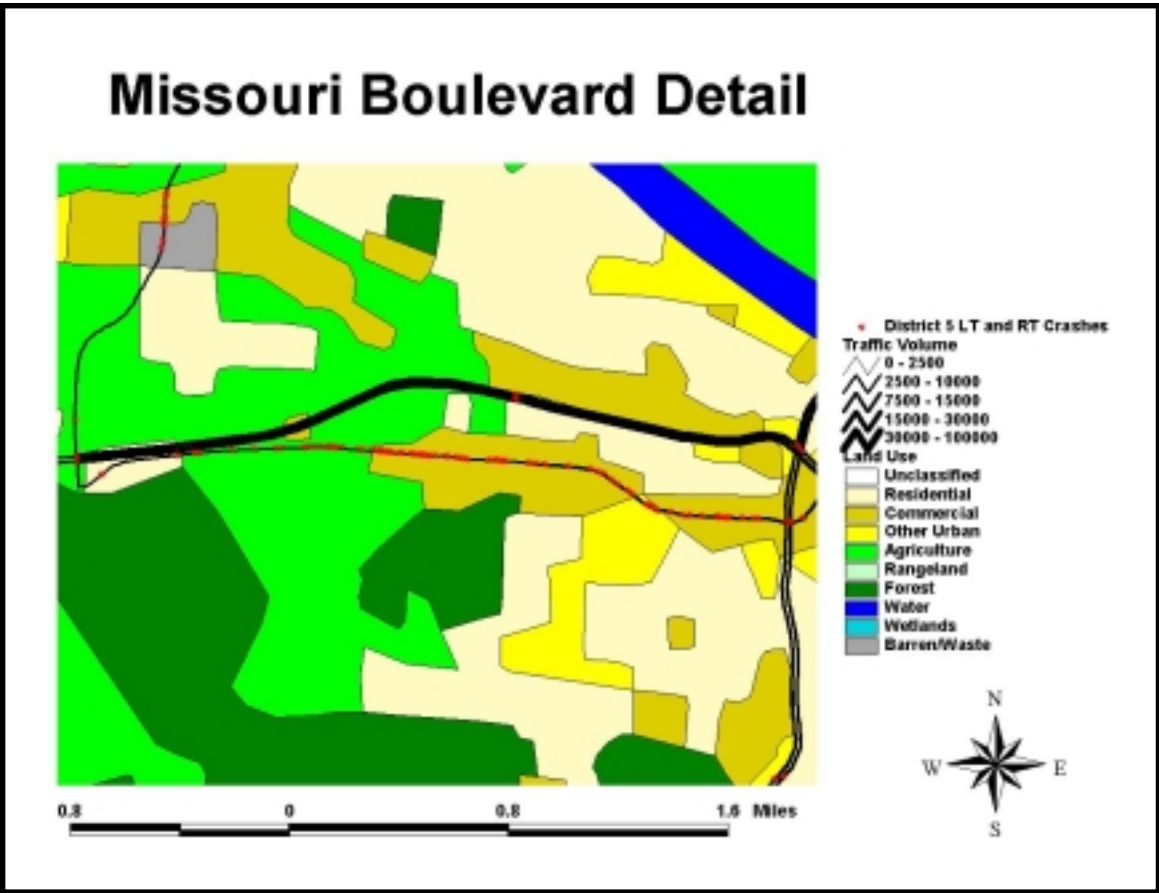 Missouri Boulevard Detail
District 5 LT and RT Crashes
Traffic Volume
0 - 2500
2500 - 10000
7500 - 15000
15000 - 30000
30000 - 100000
Land Use
Unclassified
Residential
Commercial
Other Urban
Agriculture
Rangeland
Forest
Water
Wetlands
Barren/Waste
N
W E
S
0.8 0 0.8 1.6 Miles